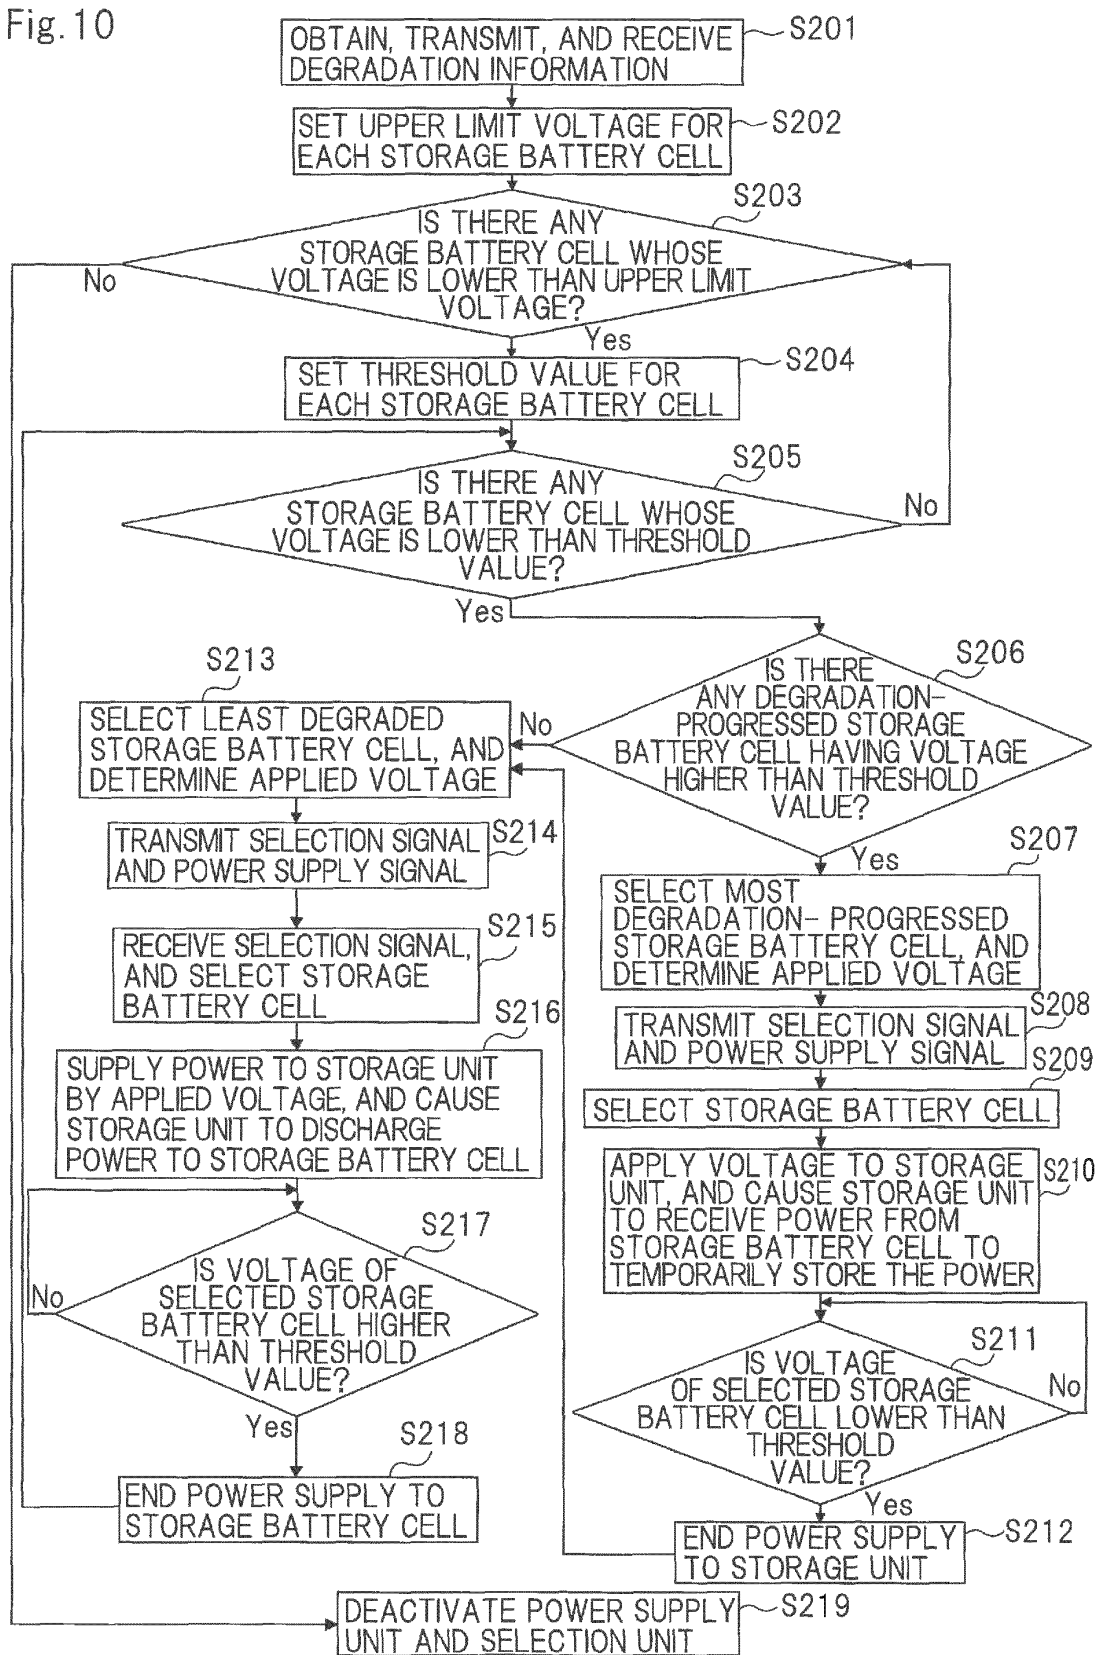 Fig.10
OBTAIN, TRANSMIT, AND RECEIVE
DEGRADATION INFORMATION
S201
SET UPPER LIMIT VOLTAGE FOR
EACH STORAGE BATTERY CELL
S202
S203
IS THERE ANY
STORAGE BATTERY CELL WHOSE
VOLTAGE IS LOWER THAN UPPER LIMIT
VOLTAGE?
No
Yes
SET THRESHOLD VALUE FOR
EACH STORAGE BATTERY CELL
S204
S205
IS THERE ANY
STORAGE BATTERY CELL WHOSE
VOLTAGE IS LOWER THAN THRESHOLD
VALUE?
No
Yes
S206
IS THERE
ANY DEGRADATION-
PROGRESSED STORAGE
BATTERY CELL HAVING VOLTAGE
HIGHER THAN THRESHOLD
VALUE?
No
Yes
S207
SELECT MOST
DEGRADATION- PROGRESSED
STORAGE BATTERY CELL, AND
DETERMINE APPLIED VOLTAGE
S208
TRANSMIT SELECTION SIGNAL
AND POWER SUPPLY SIGNAL
S209
SELECT STORAGE BATTERY CELL
S210
APPLY VOLTAGE TO STORAGE
UNIT, AND CAUSE STORAGE UNIT
TO RECEIVE POWER FROM
STORAGE BATTERY CELL TO
TEMPORARILY STORE THE POWER
S211
IS VOLTAGE
OF SELECTED STORAGE
BATTERY CELL LOWER THAN
THRESHOLD
VALUE?
No
Yes
END POWER SUPPLY
TO STORAGE UNIT
S212
S213
SELECT LEAST DEGRADED
STORAGE BATTERY CELL, AND
DETERMINE APPLIED VOLTAGE
S214
TRANSMIT SELECTION SIGNAL
AND POWER SUPPLY SIGNAL
S215
RECEIVE SELECTION SIGNAL,
AND SELECT STORAGE
BATTERY CELL
S216
SUPPLY POWER TO STORAGE UNIT
BY APPLIED VOLTAGE, AND CAUSE
STORAGE UNIT TO DISCHARGE
POWER TO STORAGE BATTERY CELL
S217
IS VOLTAGE OF
SELECTED STORAGE
BATTERY CELL HIGHER
THAN THRESHOLD
VALUE?
No
Yes
S218
END POWER SUPPLY TO
STORAGE BATTERY CELL
DEACTIVATE POWER SUPPLY
UNIT AND SELECTION UNIT
S219